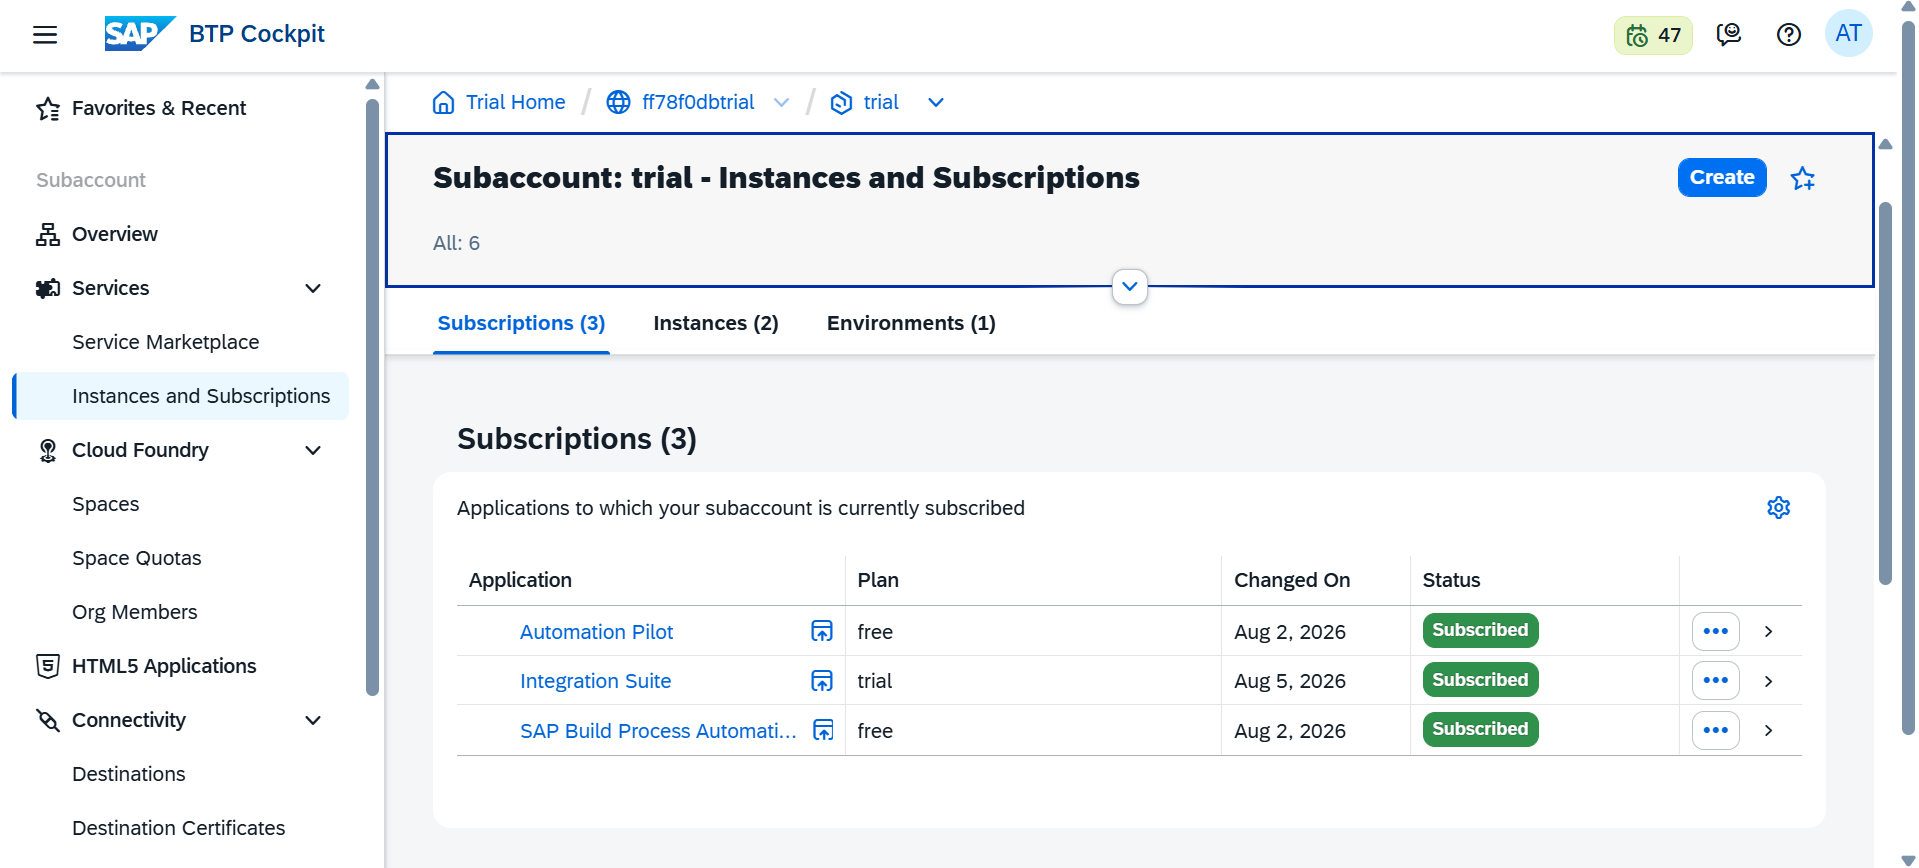 SAP BTP Cockpit
47
AT
Favorites & Recent
Subaccount
Overview
Services
Service Marketplace
Instances and Subscriptions
Cloud Foundry
Spaces
Space Quotas
Org Members
HTML5 Applications
Connectivity
Destinations
Destination Certificates
Trial Home / ff78f0dbtrial / trial
Subaccount: trial - Instances and Subscriptions
Create
All: 6
Subscriptions (3) Instances (2) Environments (1)
Subscriptions (3)
Applications to which your subaccount is currently subscribed
Application Plan Changed On Status
Automation Pilot free Aug 2, 2026 Subscribed
Integration Suite trial Aug 5, 2026 Subscribed
SAP Build Process Automati... free Aug 2, 2026 Subscribed